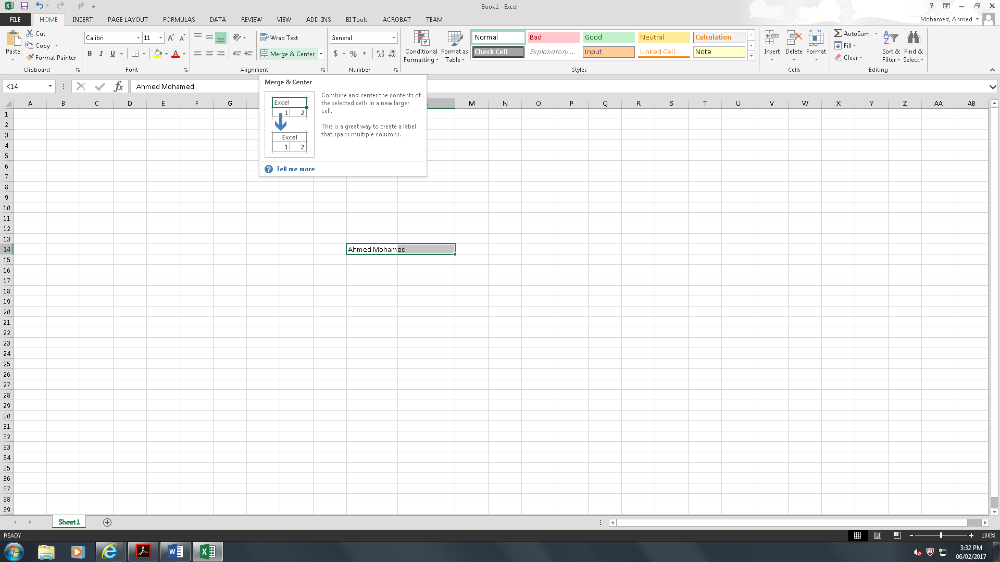 Book1 - Excel
?
FILE HOME INSERT PAGE LAYOUT FORMULAS DATA REVIEW VIEW ADD-INS BI Tools ACROBAT TEAM
Mohamed, Ahmed
Paste
Cut
Copy
Format Painter
Clipboard
Calibri 11 A A
B I U A
Font
Wrap Text
Merge & Center
Alignment
General
$ % ,
Number
Conditional Formatting
Format as Table
Normal Bad Good Neutral Calculation
Check Cell Explanatory ... Input Linked Cell Note
Styles
Insert Delete Format
Cells
AutoSum
Fill
Clear
Sort & Filter
Find & Select
Editing
K14
fx
Ahmed Mohamed
Merge & Center
Excel
1 2
Excel
1 2
Combine and center the contents of
the selected cells in a new larger
cell.
This is a great way to create a label
that spans multiple columns.
? Tell me more
A B C D E F G M N O P Q R S T U V W X Y Z AA AB
1
2
3
4
5
6
7
8
9
10
11
12
13
14 Ahmed Mohamed
15
16
17
18
19
20
21
22
23
24
25
26
27
28
29
30
31
32
33
34
35
36
37
38
39
Sheet1
READY
100%
3:32 PM
06/02/2017